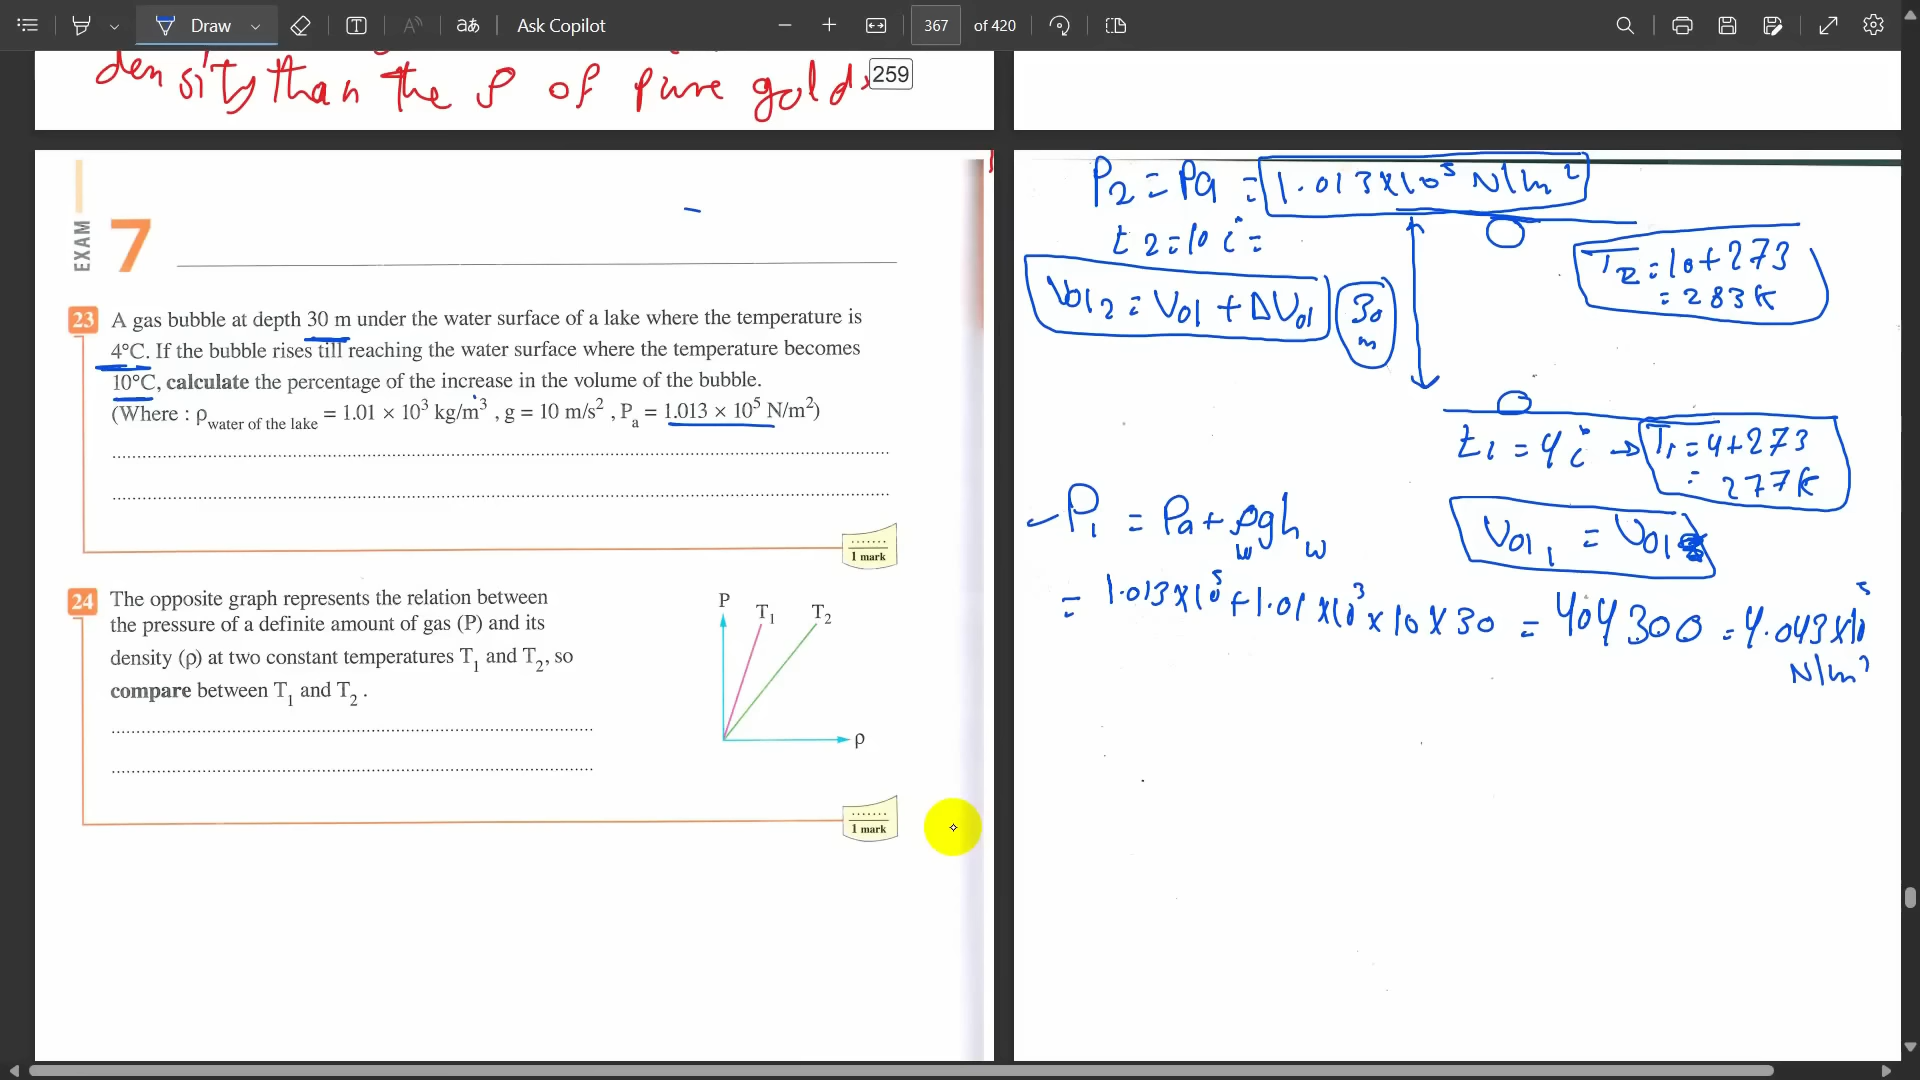 Draw
Ask Copilot
367 of 420
density than the ρ of pure gold.
259
EXAM 7
23 A gas bubble at depth 30 m under the water surface of a lake where the temperature is
4°C. If the bubble rises till reaching the water surface where the temperature becomes
10°C, calculate the percentage of the increase in the volume of the bubble.
(Where : ρ water of the lake = 1.01 × 10³ kg/m³ , g = 10 m/s² , Pa = 1.013 × 10⁵ N/m²)
1 mark
24 The opposite graph represents the relation between
the pressure of a definite amount of gas (P) and its
density (ρ) at two constant temperatures T₁ and T₂, so
compare between T₁ and T₂ .
P
T₁
T₂
ρ
1 mark
P2 = Pa = 1.013×10⁵ N/m²
t2=10 =
T2=10+273
=283K
Vol2 = Vol + ΔVol
30
m
t1 = 4 → T1=4+273
= 277K
P1 = Pa + ρw g hw
Vol1 = Vol
= 1.013×10⁵+1.01×10³×10×30 = 404300 = 4.043×10⁵
N/m²